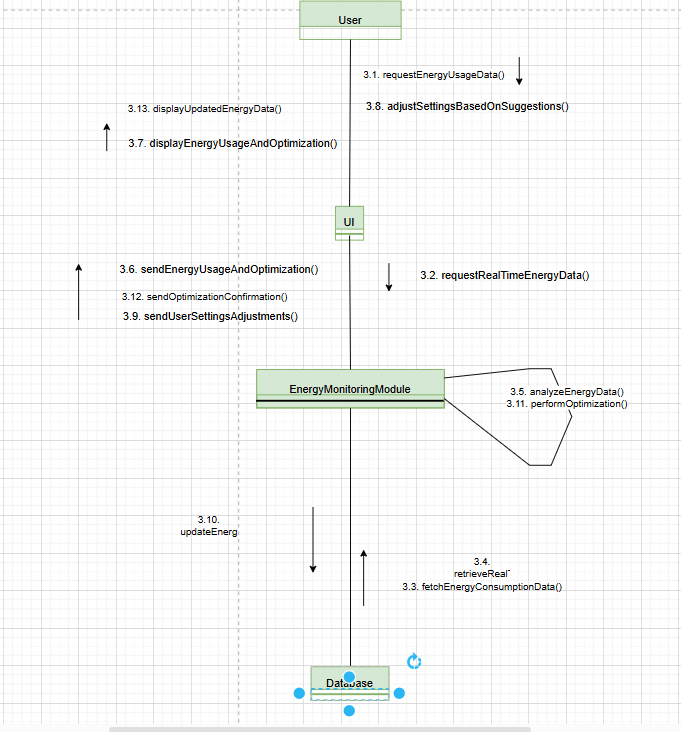 User
3.1. requestEnergyUsageData()
3.8. adjustSettingsBasedOnSuggestions()
3.13. displayUpdatedEnergyData()
3.7. displayEnergyUsageAndOptimization()
UI
3.6. sendEnergyUsageAndOptimization()
3.2. requestRealTimeEnergyData()
3.12. sendOptimizationConfirmation()
3.9. sendUserSettingsAdjustments()
EnergyMonitoringModule
3.5. analyzeEnergyData()
3.11. performOptimization()
3.10.
updateEnerg
3.4.
retrieveReal
3.3. fetchEnergyConsumptionData()
Database